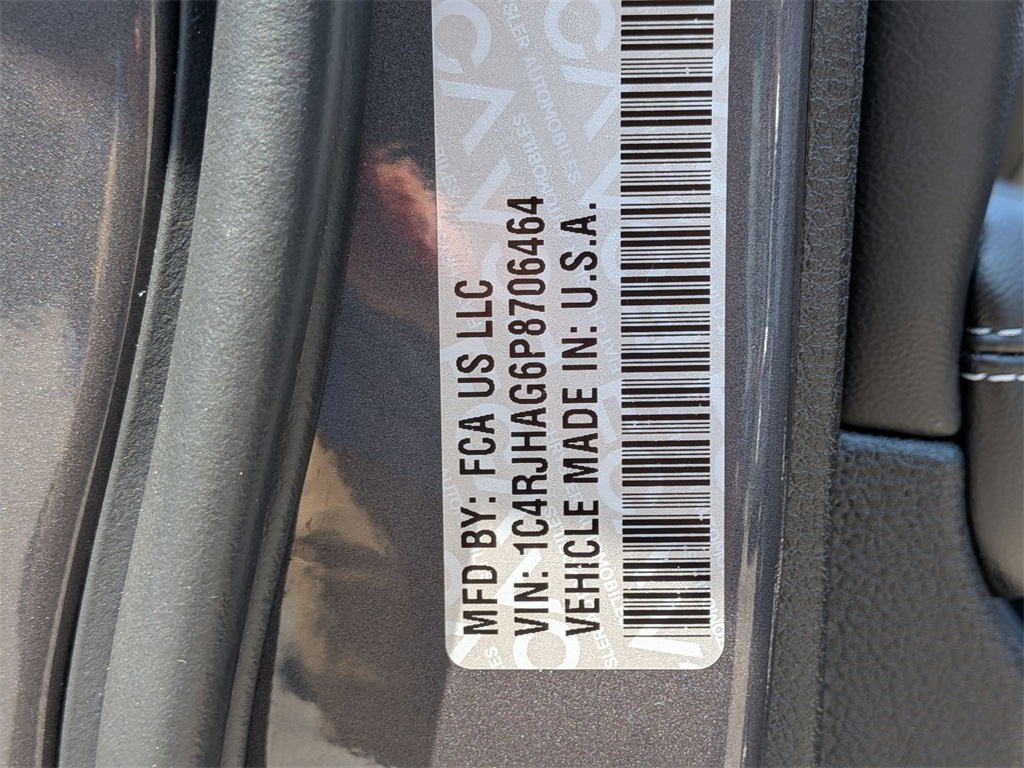 MFD BY: FCA US LLC
VIN: 1C4RJHAG6P8706464
VEHICLE MADE IN: U.S.A.